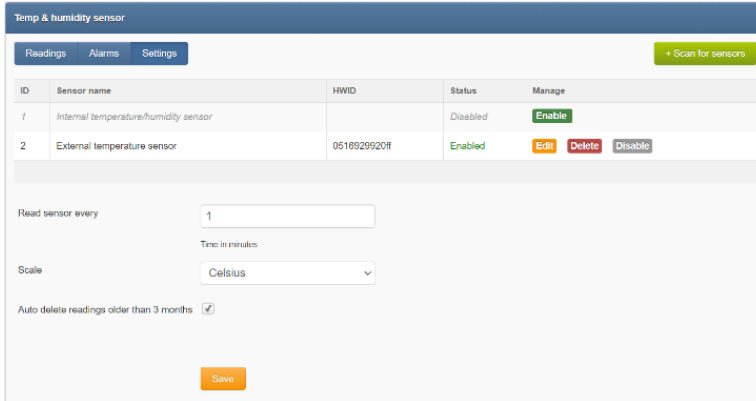 Temp & humidity sensor
Readings Alarms Settings + Scan for sensors
ID Sensor name HWID Status Manage
1 Internal temperature/humidity sensor Disabled Enable
2 External temperature sensor 0516929920ff Enabled Edit Delete Disable
Read sensor every 1
Time in minutes
Scale Celsius
Auto delete readings older than 3 months
Save